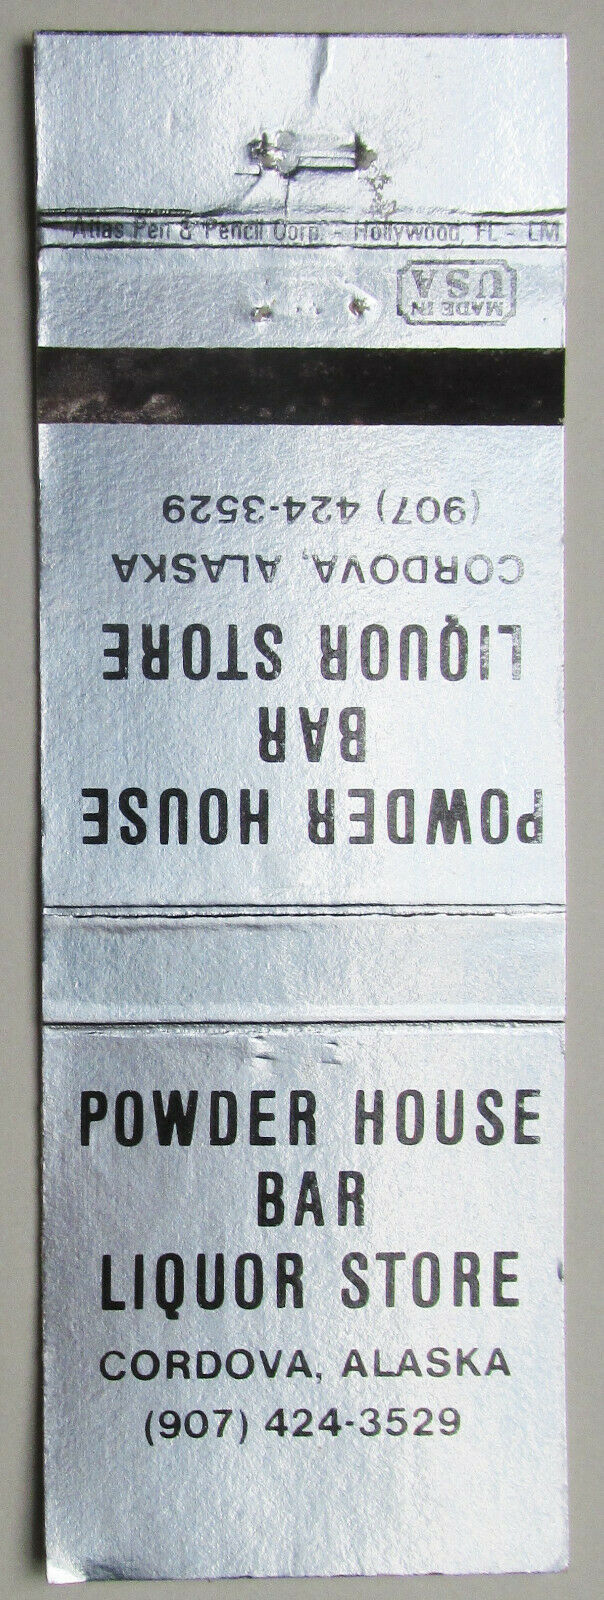 Atlas Pen & Pencil Corp. - Hollywood, FL - LM
MADE IN
USA
POWDER HOUSE
BAR
LIQUOR STORE
CORDOVA, ALASKA
(907) 424-3529
POWDER HOUSE
BAR
LIQUOR STORE
CORDOVA, ALASKA
(907) 424-3529